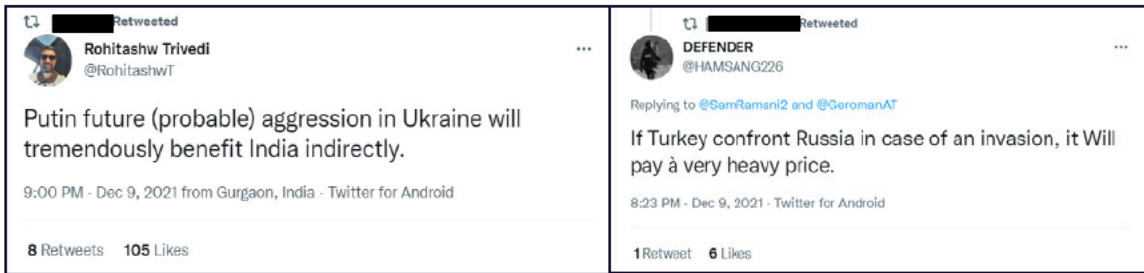 Retweeted
Rohitashw Trivedi
@RohitashwT
Putin future (probable) aggression in Ukraine will
tremendously benefit India indirectly.
9:00 PM · Dec 9, 2021 from Gurgaon, India · Twitter for Android
8 Retweets 105 Likes
Retweeted
DEFENDER
@HAMSANG226
Replying to @SamRamani2 and @GeromanAT
If Turkey confront Russia in case of an invasion, it Will
pay à very heavy price.
8:23 PM · Dec 9, 2021 · Twitter for Android
1 Retweet 6 Likes